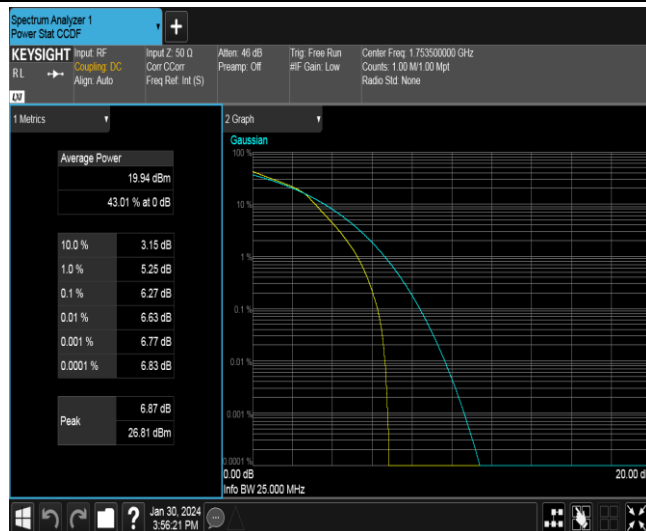 Spectrum Analyzer 1
Power Stat CCDF
+
KEYSIGHT
RL
Input: RF
Coupling: DC
Align: Auto
Input Z: 50 Ω
Corr CCorr
Freq Ref: Int (S)
Atten: 46 dB
Preamp: Off
Trig: Free Run
#IF Gain: Low
Center Freq: 1.753500000 GHz
Counts: 1.00 M/1.00 Mpt
Radio Std: None
1 Metrics
Average Power
19.94 dBm
43.01 % at 0 dB
10.0 % 3.15 dB
1.0 % 5.25 dB
0.1 % 6.27 dB
0.01 % 6.63 dB
0.001 % 6.77 dB
0.0001 % 6.83 dB
Peak
6.87 dB
26.81 dBm
2 Graph
Gaussian
100 %
10 %
1 %
0.1 %
0.01 %
0.001 %
0.0001 %
0.00 dB
20.00 d
Info BW 25.000 MHz
?
Jan 30, 2024
3:56:21 PM